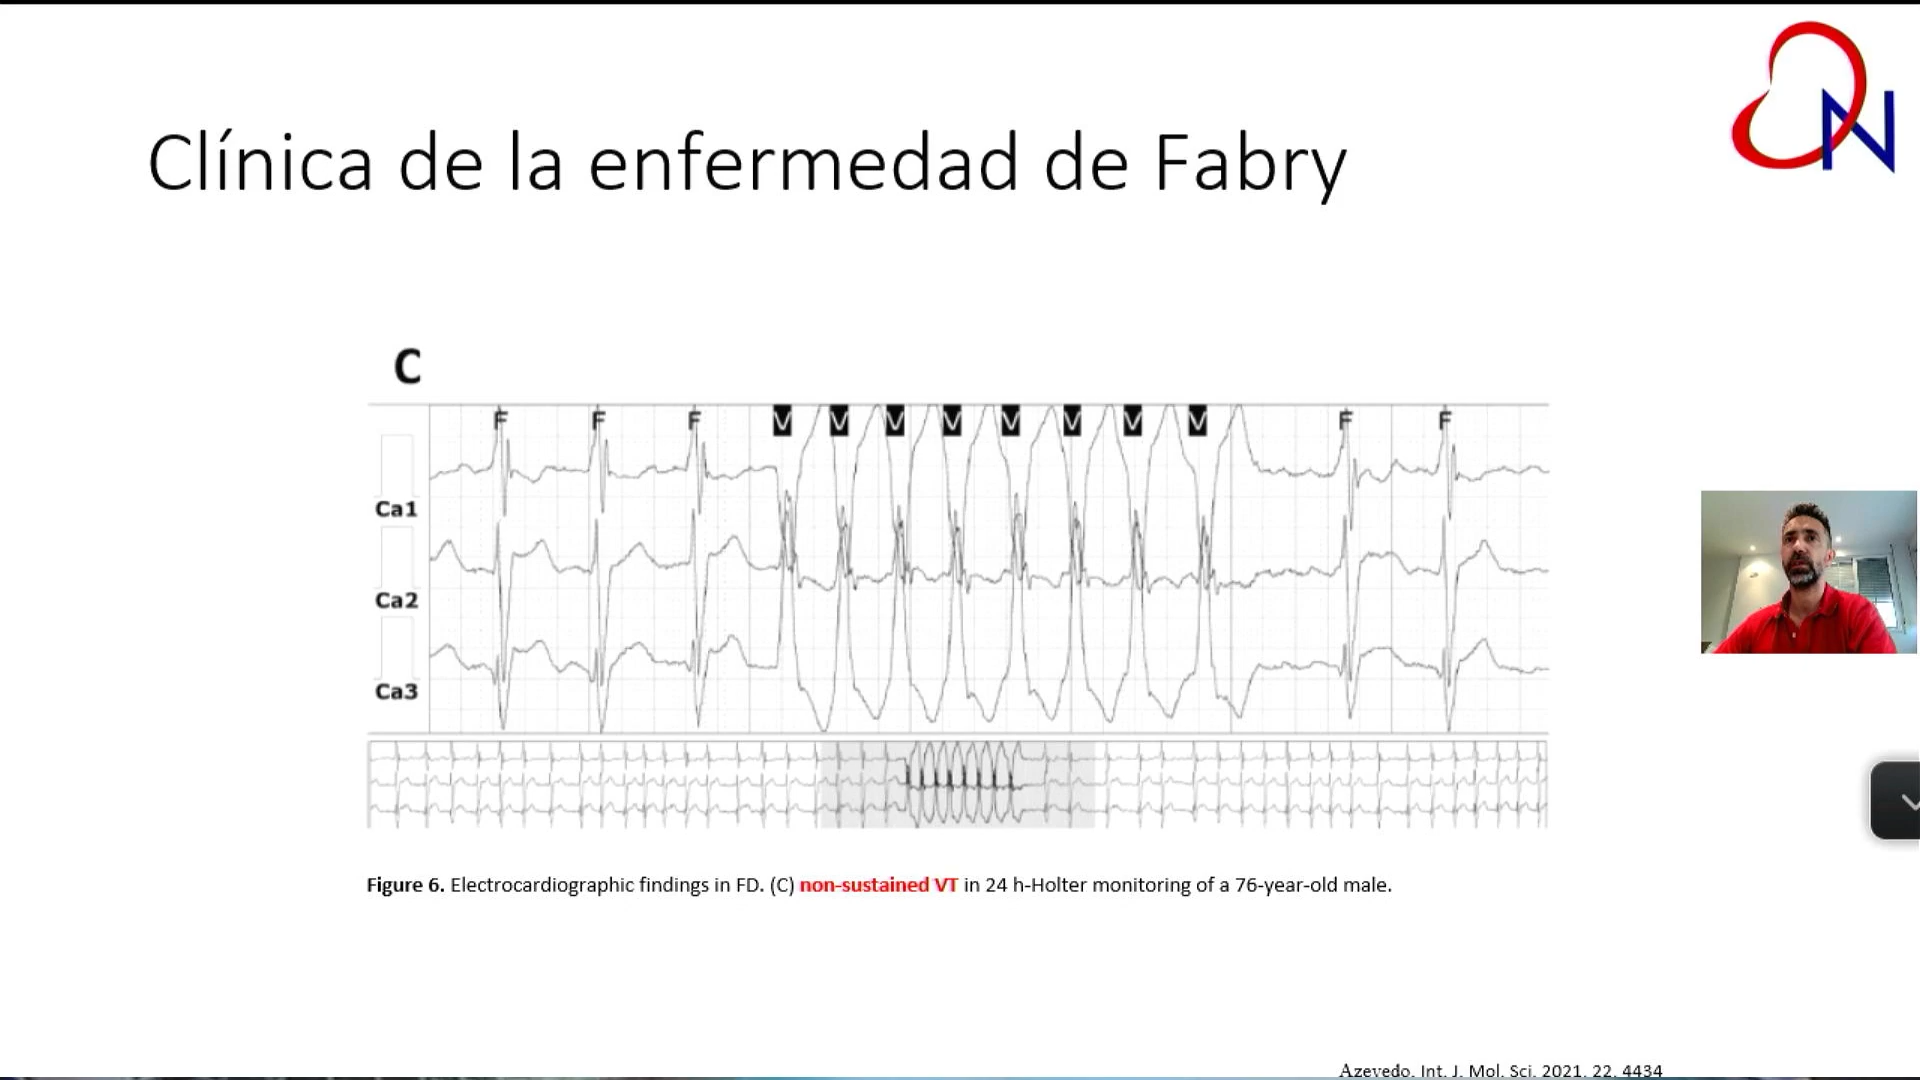 Clínica de la enfermedad de Fabry
N
C
F F F V V V V V V V V F F
Ca1
Ca2
Ca3
Figure 6. Electrocardiographic findings in FD. (C) non-sustained VT in 24 h-Holter monitoring of a 76-year-old male.
Azevedo. Int. J. Mol. Sci. 2021. 22. 4434